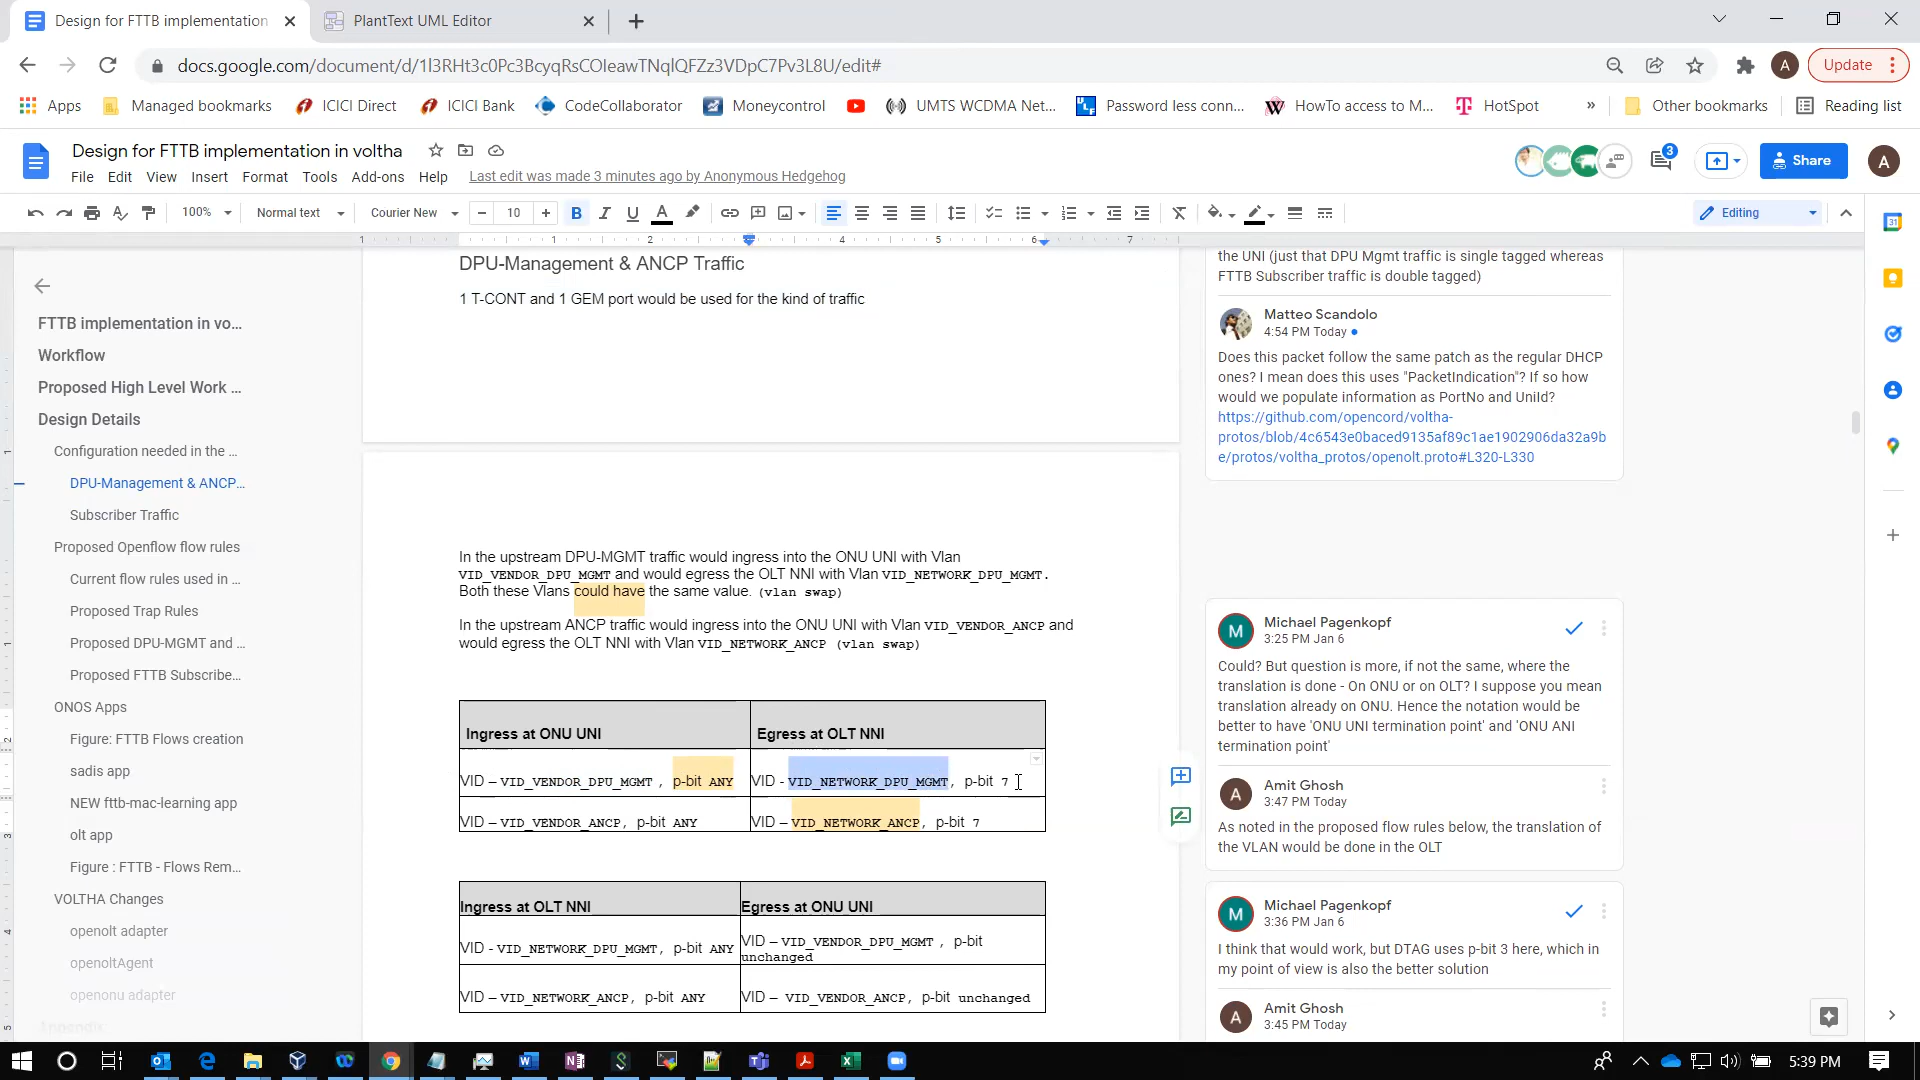 Design for FTTB implementation
PlantText UML Editor
docs.google.com/document/d/1l3RHt3c0Pc3BcyqRsCOIeawTNqlQFZz3VDpC7Pv3L8U/edit#
A
Update
Apps
Managed bookmarks
ICICI Direct
ICICI Bank
CodeCollaborator
Moneycontrol
UMTS WCDMA Net...
Password less conn...
HowTo access to M...
HotSpot
»
Other bookmarks
Reading list
Design for FTTB implementation in voltha
3
Share
A
File Edit View Insert Format Tools Add-ons Help
Last edit was made 3 minutes ago by Anonymous Hedgehog
100%
Normal text
Courier New
10
B I U A
Editing
31
1 1 2 3 4 5 6 7
FTTB implementation in vo...
Workflow
Proposed High Level Work ...
Design Details
Configuration needed in the ...
DPU-Management & ANCP...
Subscriber Traffic
Proposed Openflow flow rules
Current flow rules used in ...
Proposed Trap Rules
Proposed DPU-MGMT and ...
Proposed FTTB Subscribe...
ONOS Apps
Figure: FTTB Flows creation
sadis app
NEW fttb-mac-learning app
olt app
Figure : FTTB - Flows Rem...
VOLTHA Changes
openolt adapter
openoltAgent
openonu adapter
Appendix
DPU-Management & ANCP Traffic
1 T-CONT and 1 GEM port would be used for the kind of traffic
In the upstream DPU-MGMT traffic would ingress into the ONU UNI with Vlan
VID_VENDOR_DPU_MGMT and would egress the OLT NNI with Vlan VID_NETWORK_DPU_MGMT.
Both these Vlans could have the same value. (vlan swap)
In the upstream ANCP traffic would ingress into the ONU UNI with Vlan VID_VENDOR_ANCP and
would egress the OLT NNI with Vlan VID_NETWORK_ANCP (vlan swap)
Ingress at ONU UNI
Egress at OLT NNI
VID – VID_VENDOR_DPU_MGMT , p-bit ANY
VID - VID_NETWORK_DPU_MGMT, p-bit 7
VID – VID_VENDOR_ANCP, p-bit ANY
VID – VID_NETWORK_ANCP, p-bit 7
Ingress at OLT NNI
Egress at ONU UNI
VID - VID_NETWORK_DPU_MGMT, p-bit ANY
VID – VID_VENDOR_DPU_MGMT , p-bit
unchanged
VID – VID_NETWORK_ANCP, p-bit ANY
VID – VID_VENDOR_ANCP, p-bit unchanged
the UNI (just that DPU Mgmt traffic is single tagged whereas
FTTB Subscriber traffic is double tagged)
Matteo Scandolo
4:54 PM Today
Does this packet follow the same patch as the regular DHCP
ones? I mean does this uses "PacketIndication"? If so how
would we populate information as PortNo and UniId?
https://github.com/opencord/voltha-
protos/blob/4c6543e0baced9135af89c1ae1902906da32a9b
e/protos/voltha_protos/openolt.proto#L320-L330
M
Michael Pagenkopf
3:25 PM Jan 6
Could? But question is more, if not the same, where the
translation is done - On ONU or on OLT? I suppose you mean
translation already on ONU. Hence the notation would be
better to have 'ONU UNI termination point' and 'ONU ANI
termination point'
A
Amit Ghosh
3:47 PM Today
As noted in the proposed flow rules below, the translation of
the VLAN would be done in the OLT
M
Michael Pagenkopf
3:36 PM Jan 6
I think that would work, but DTAG uses p-bit 3 here, which in
my point of view is also the better solution
A
Amit Ghosh
3:45 PM Today
5:39 PM